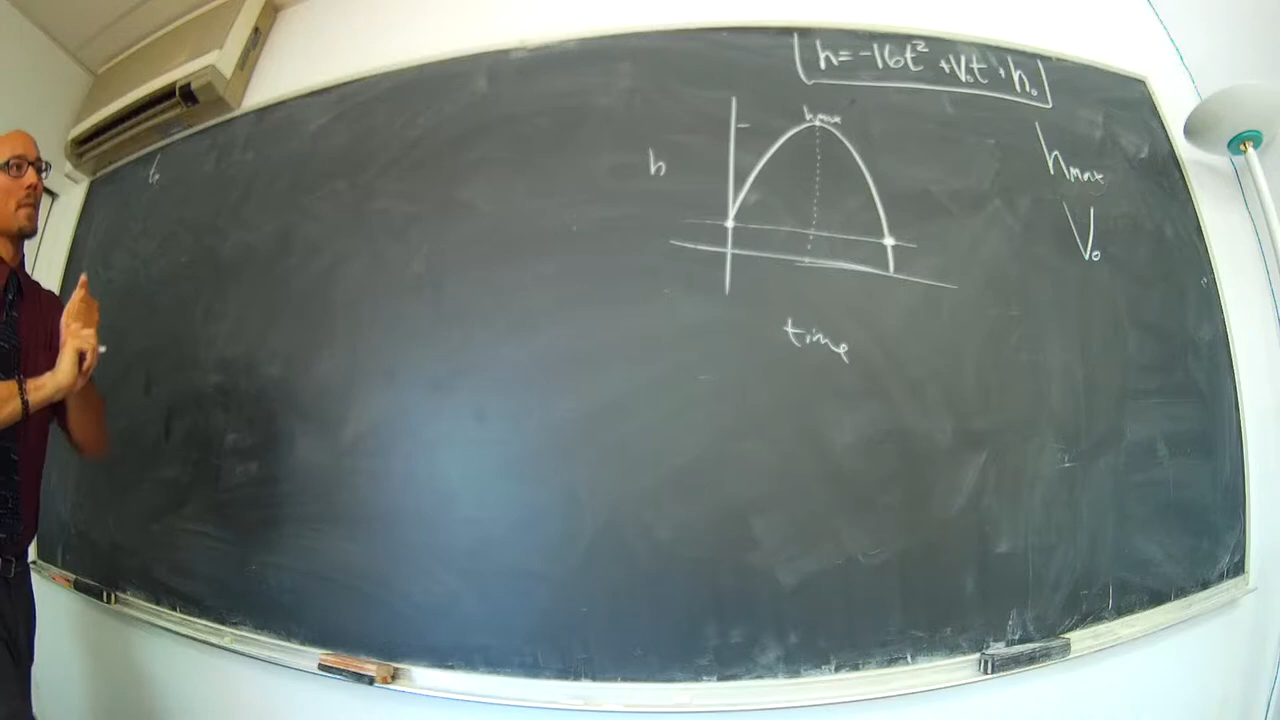 h=-16t²+V₀t+h₀
hmax
h
hmax
V₀
time